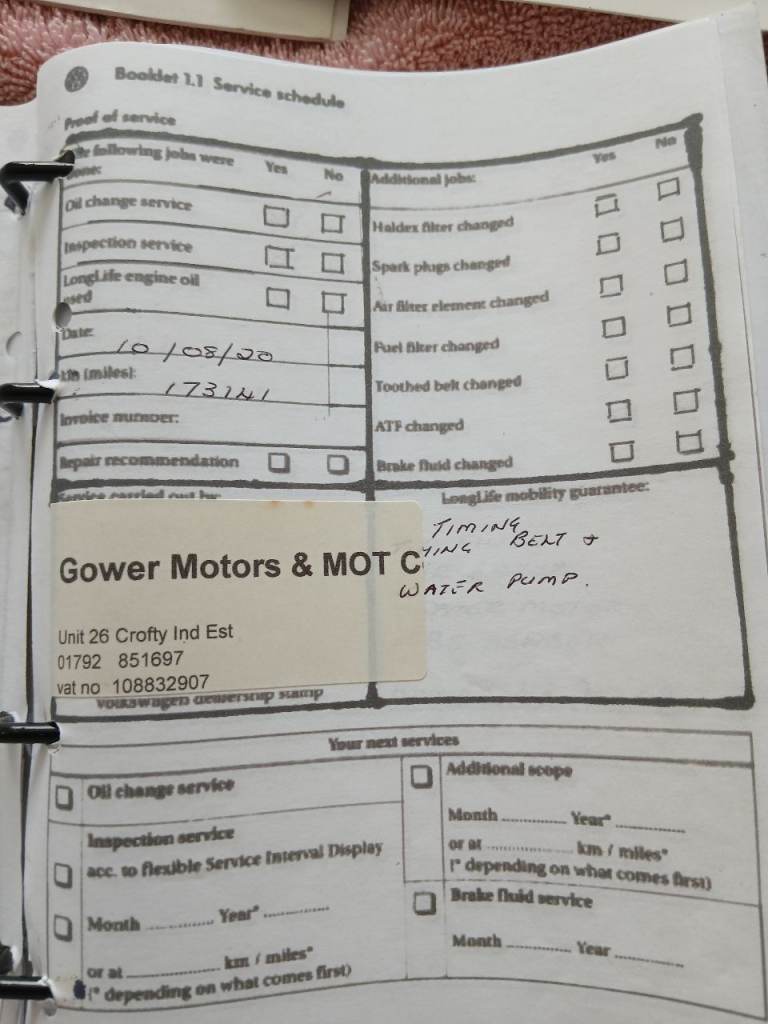 Booklet 1.1 Service schedule
Proof of service
following jobs were
Yes
No
Oil change service
Inspection service
LongLife engine oil
used
Date:
10/08/20
km (miles):
173141
Invoice number:
Repair recommendation
Additional jobs:
Yes
No
Haldex filter changed
Spark plugs changed
Air filter element changed
Fuel filter changed
Toothed belt changed
ATF changed
Brake fluid changed
Service carried out by:
Gower Motors & MOT C
Unit 26 Crofty Ind Est
01792 851697
vat no 108832907
Volkswagen dealership stamp
LongLife mobility guarantee:
TIMING
BELT +
WATER PUMP.
Your next services
Oil change service
Inspection service
acc. to flexible Service Interval Display
Month .............. Year* ..............
or at .................... km / miles*
(* depending on what comes first)
Additional scope
Month .............. Year* ..............
or at .................... km / miles*
(* depending on what comes first)
Brake fluid service
Month .............. Year ..............